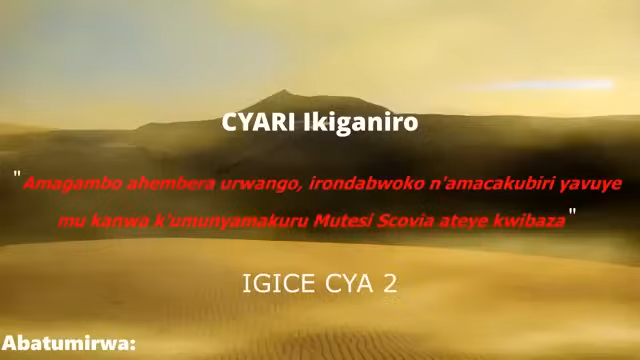 CYARI Ikiganiro
"Amagambo ahembera urwango, irondabwoko n'amacakubiri yavuye
mu kanwa k'umunyamakuru Mutesi Scovia ateye kwibaza"
IGICE CYA 2
Abatumirwa: